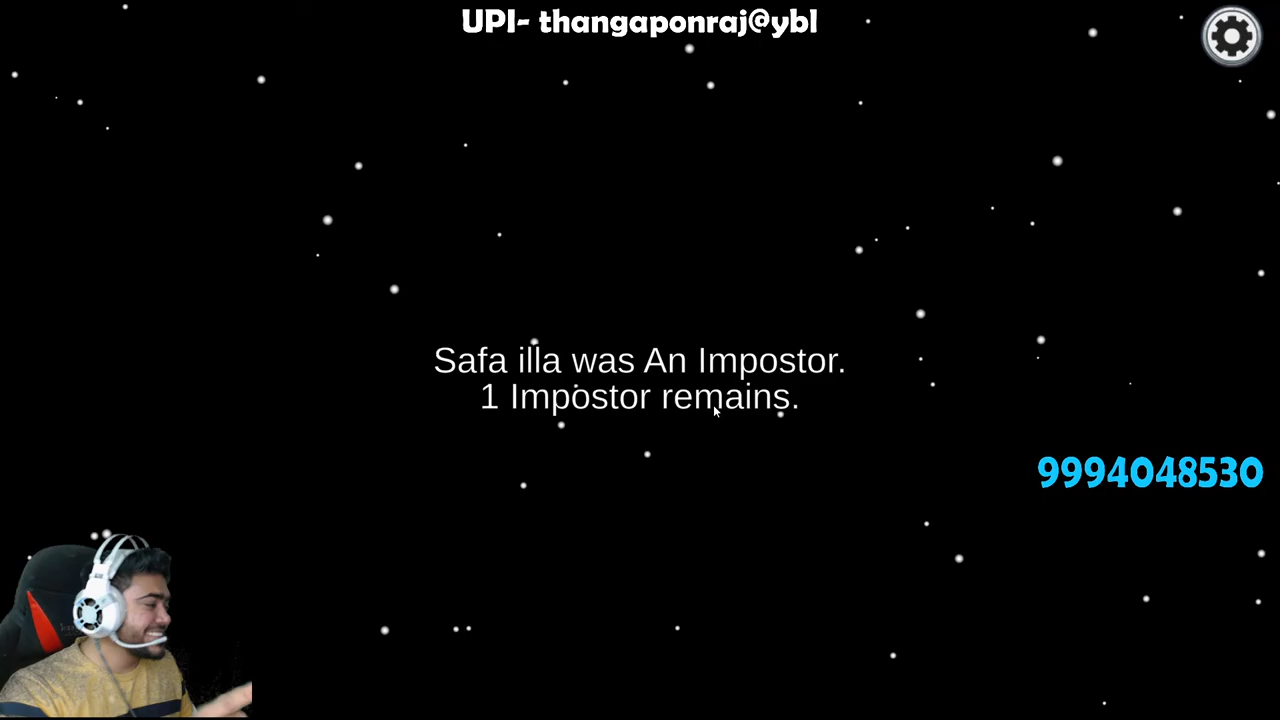 UPI- thangaponraj@ybl
Safa illa was An Impostor.
1 Impostor remains.
9994048530